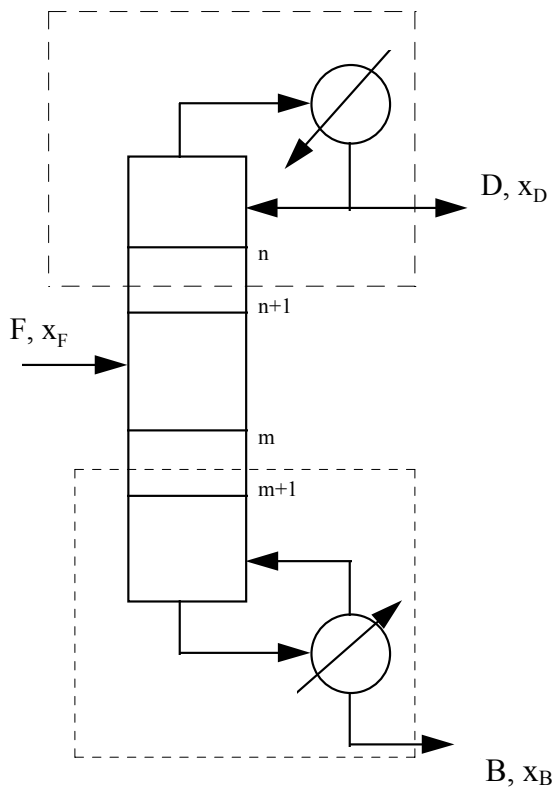 D, x_D
n
n+1
F, x_F
m
m+1
B, x_B